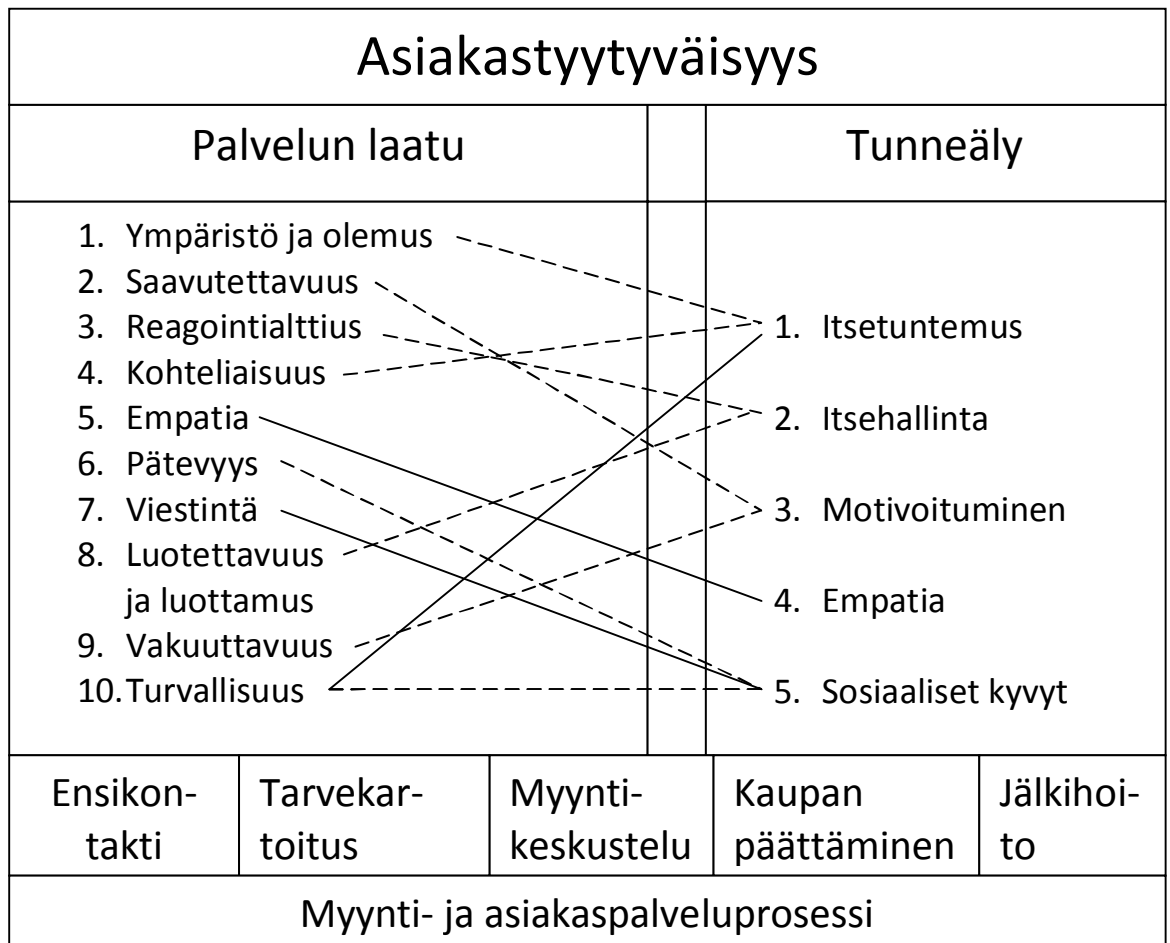 Asiakastyytyväisyys
Palvelun laatu
Tunneäly
1. Ympäristö ja olemus
2. Saavutettavuus
3. Reagointialttius
4. Kohteliaisuus
5. Empatia
6. Pätevyys
7. Viestintä
8. Luotettavuus
ja luottamus
9. Vakuuttavuus
10. Turvallisuus
1. Itsetuntemus
2. Itsehallinta
3. Motivoituminen
4. Empatia
5. Sosiaaliset kyvyt
Ensikon-
takti
Tarvekar-
toitus
Myynti-
keskustelu
Kaupan
päättäminen
Jälkihoi-
to
Myynti- ja asiakaspalveluprosessi